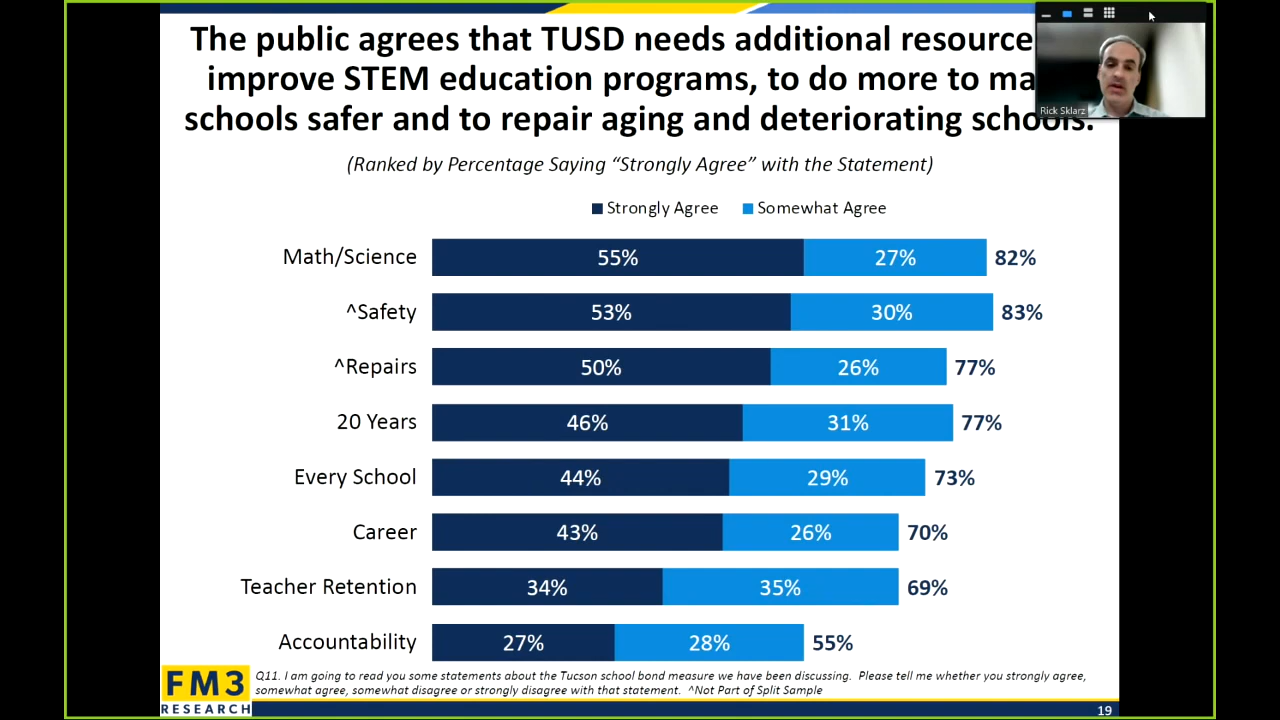 The public agrees that TUSD needs additional resource
improve STEM education programs, to do more to ma
schools safer and to repair aging and deteriorating schools.
Rick Sklarz
(Ranked by Percentage Saying “Strongly Agree” with the Statement)
Strongly Agree Somewhat Agree
Math/Science 55% 27% 82%
^Safety 53% 30% 83%
^Repairs 50% 26% 77%
20 Years 46% 31% 77%
Every School 44% 29% 73%
Career 43% 26% 70%
Teacher Retention 34% 35% 69%
Accountability 27% 28% 55%
FM3
RESEARCH
Q11. I am going to read you some statements about the Tucson school bond measure we have been discussing. Please tell me whether you strongly agree,
somewhat agree, somewhat disagree or strongly disagree with that statement. ^Not Part of Split Sample
19